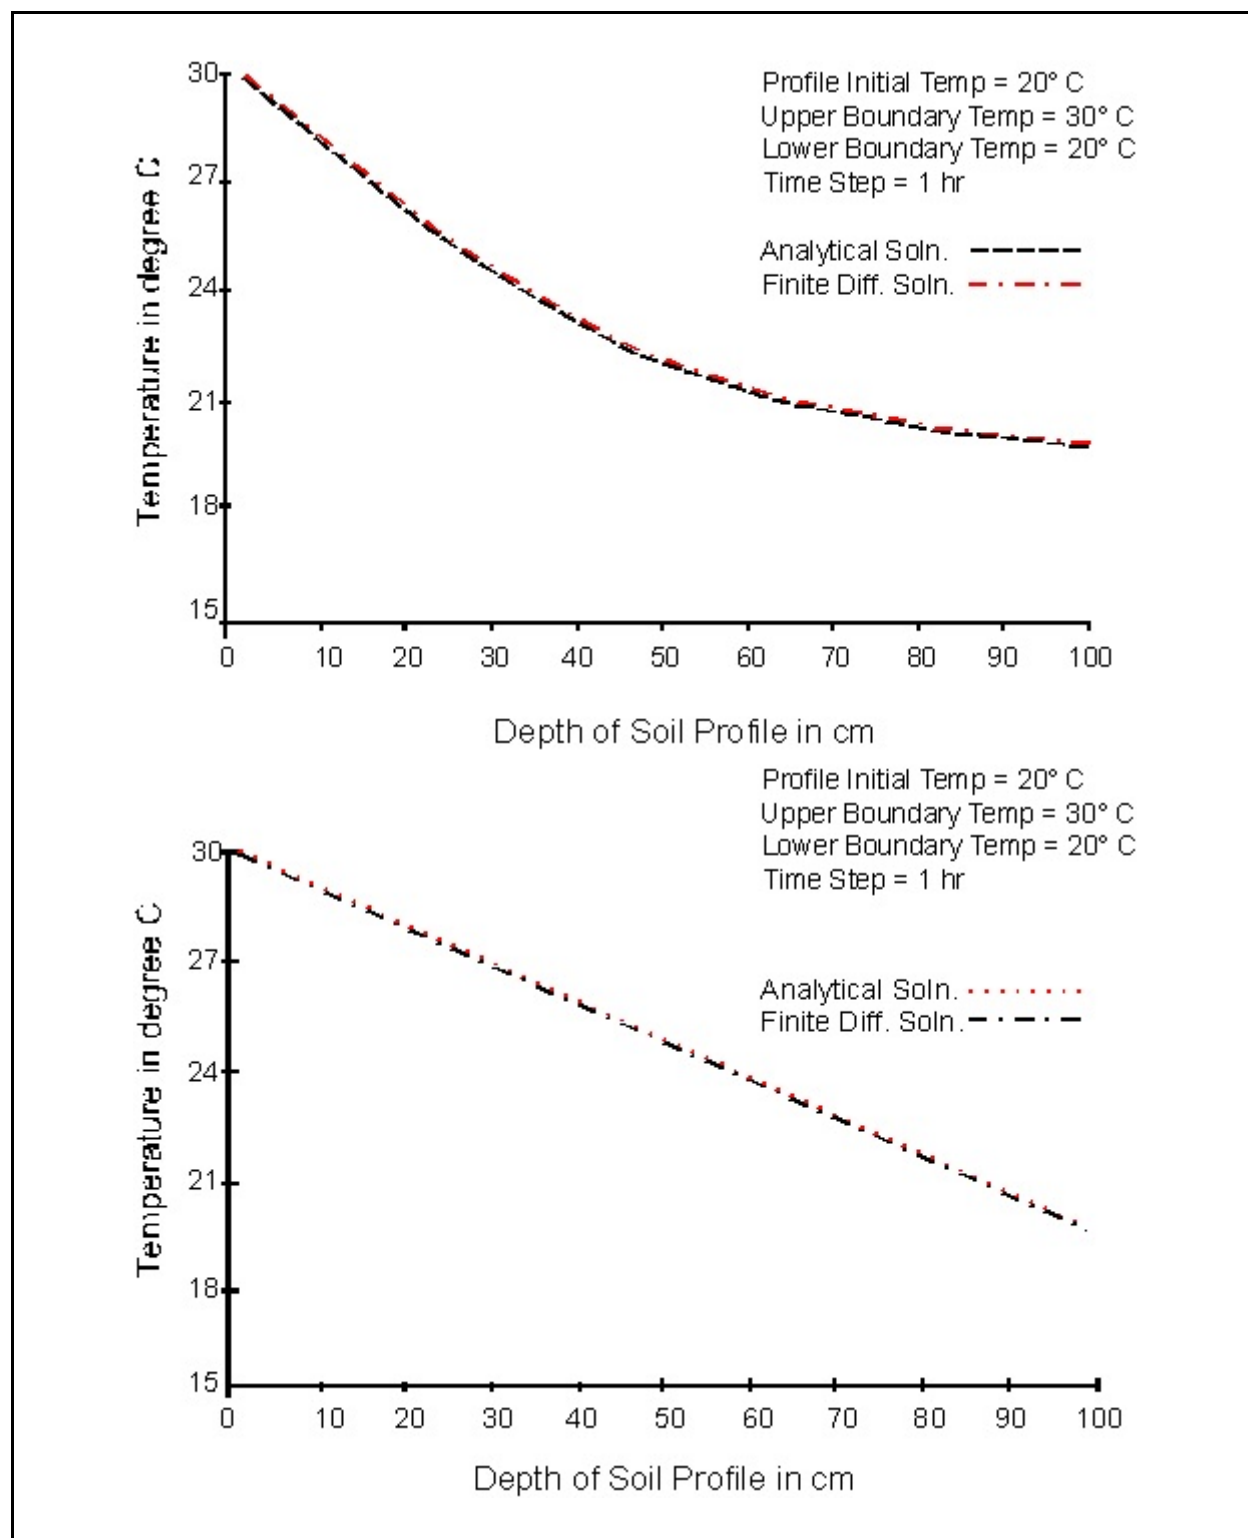 30
27
24
21
18
15
Temperature in degree C
Profile Initial Temp = 20° C
Upper Boundary Temp = 30° C
Lower Boundary Temp = 20° C
Time Step = 1 hr
Analytical Soln.
Finite Diff. Soln.
0 10 20 30 40 50 60 70 80 90 100
Depth of Soil Profile in cm
Profile Initial Temp = 20° C
Upper Boundary Temp = 30° C
Lower Boundary Temp = 20° C
Time Step = 1 hr
30
27
24
21
18
15
Temperature in degree C
Analytical Soln.
Finite Diff. Soln.
0 10 20 30 40 50 60 70 80 90 100
Depth of Soil Profile in cm